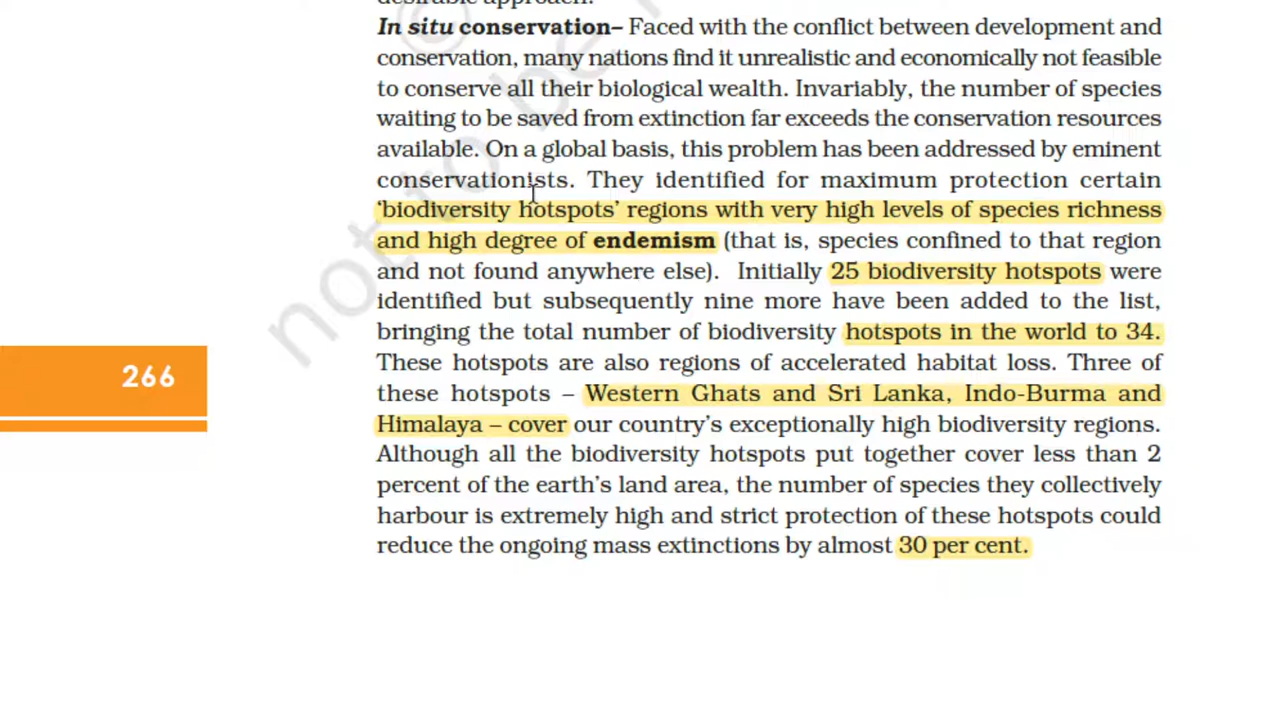 desirable approach.
In situ conservation– Faced with the conflict between development and
conservation, many nations find it unrealistic and economically not feasible
to conserve all their biological wealth. Invariably, the number of species
waiting to be saved from extinction far exceeds the conservation resources
available. On a global basis, this problem has been addressed by eminent
conservationists. They identified for maximum protection certain
‘biodiversity hotspots’ regions with very high levels of species richness
and high degree of endemism (that is, species confined to that region
and not found anywhere else). Initially 25 biodiversity hotspots were
identified but subsequently nine more have been added to the list,
bringing the total number of biodiversity hotspots in the world to 34.
These hotspots are also regions of accelerated habitat loss. Three of
these hotspots – Western Ghats and Sri Lanka, Indo-Burma and
Himalaya – cover our country’s exceptionally high biodiversity regions.
Although all the biodiversity hotspots put together cover less than 2
percent of the earth’s land area, the number of species they collectively
harbour is extremely high and strict protection of these hotspots could
reduce the ongoing mass extinctions by almost 30 per cent.
266
© not to be